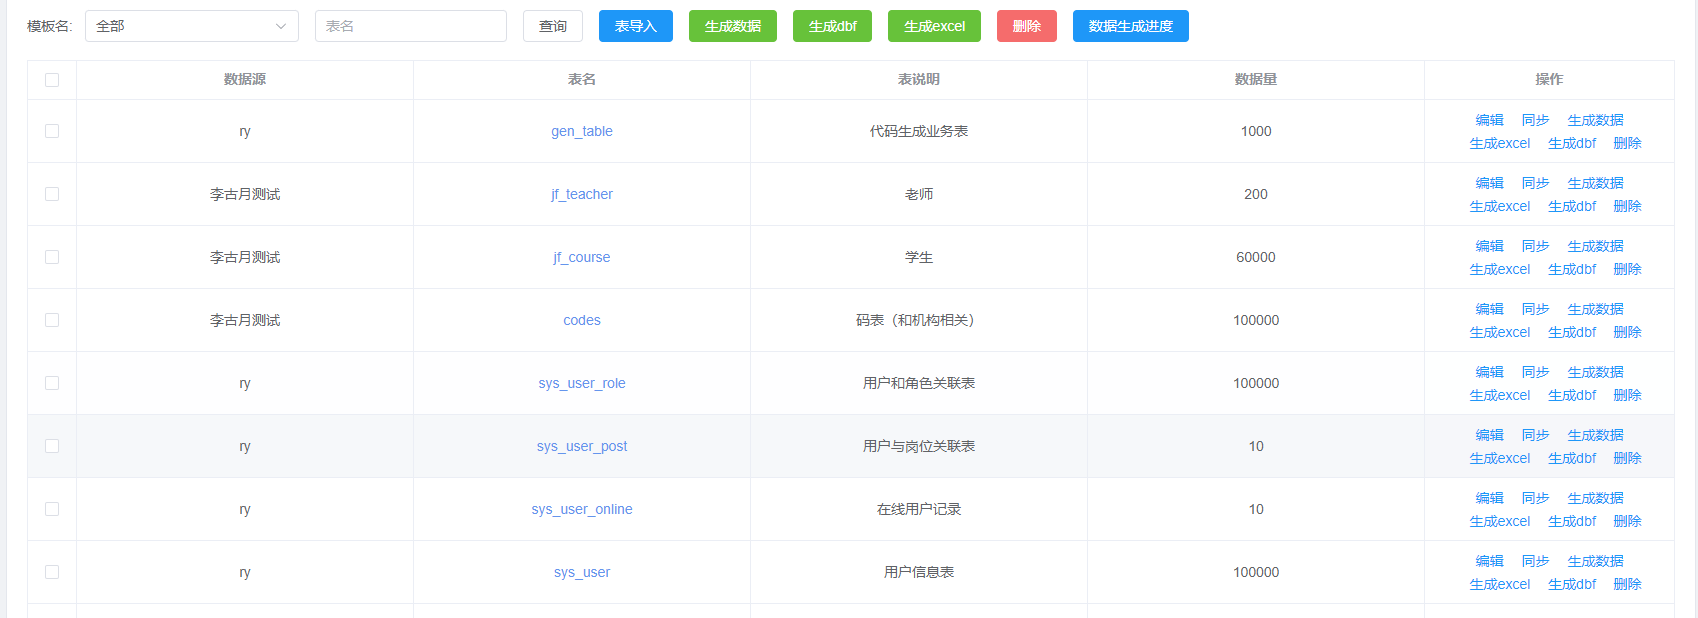 模板名: 全部 表名 查询 表导入 生成数据 生成dbf 生成excel 删除 数据生成进度
数据源 表名 表说明 数据量 操作
ry gen_table 代码生成业务表 1000 编辑 同步 生成数据
生成excel 生成dbf 删除
李古月测试 jf_teacher 老师 200 编辑 同步 生成数据
生成excel 生成dbf 删除
李古月测试 jf_course 学生 60000 编辑 同步 生成数据
生成excel 生成dbf 删除
李古月测试 codes 码表（和机构相关） 100000 编辑 同步 生成数据
生成excel 生成dbf 删除
ry sys_user_role 用户和角色关联表 100000 编辑 同步 生成数据
生成excel 生成dbf 删除
ry sys_user_post 用户与岗位关联表 10 编辑 同步 生成数据
生成excel 生成dbf 删除
ry sys_user_online 在线用户记录 10 编辑 同步 生成数据
生成excel 生成dbf 删除
ry sys_user 用户信息表 100000 编辑 同步 生成数据
生成excel 生成dbf 删除